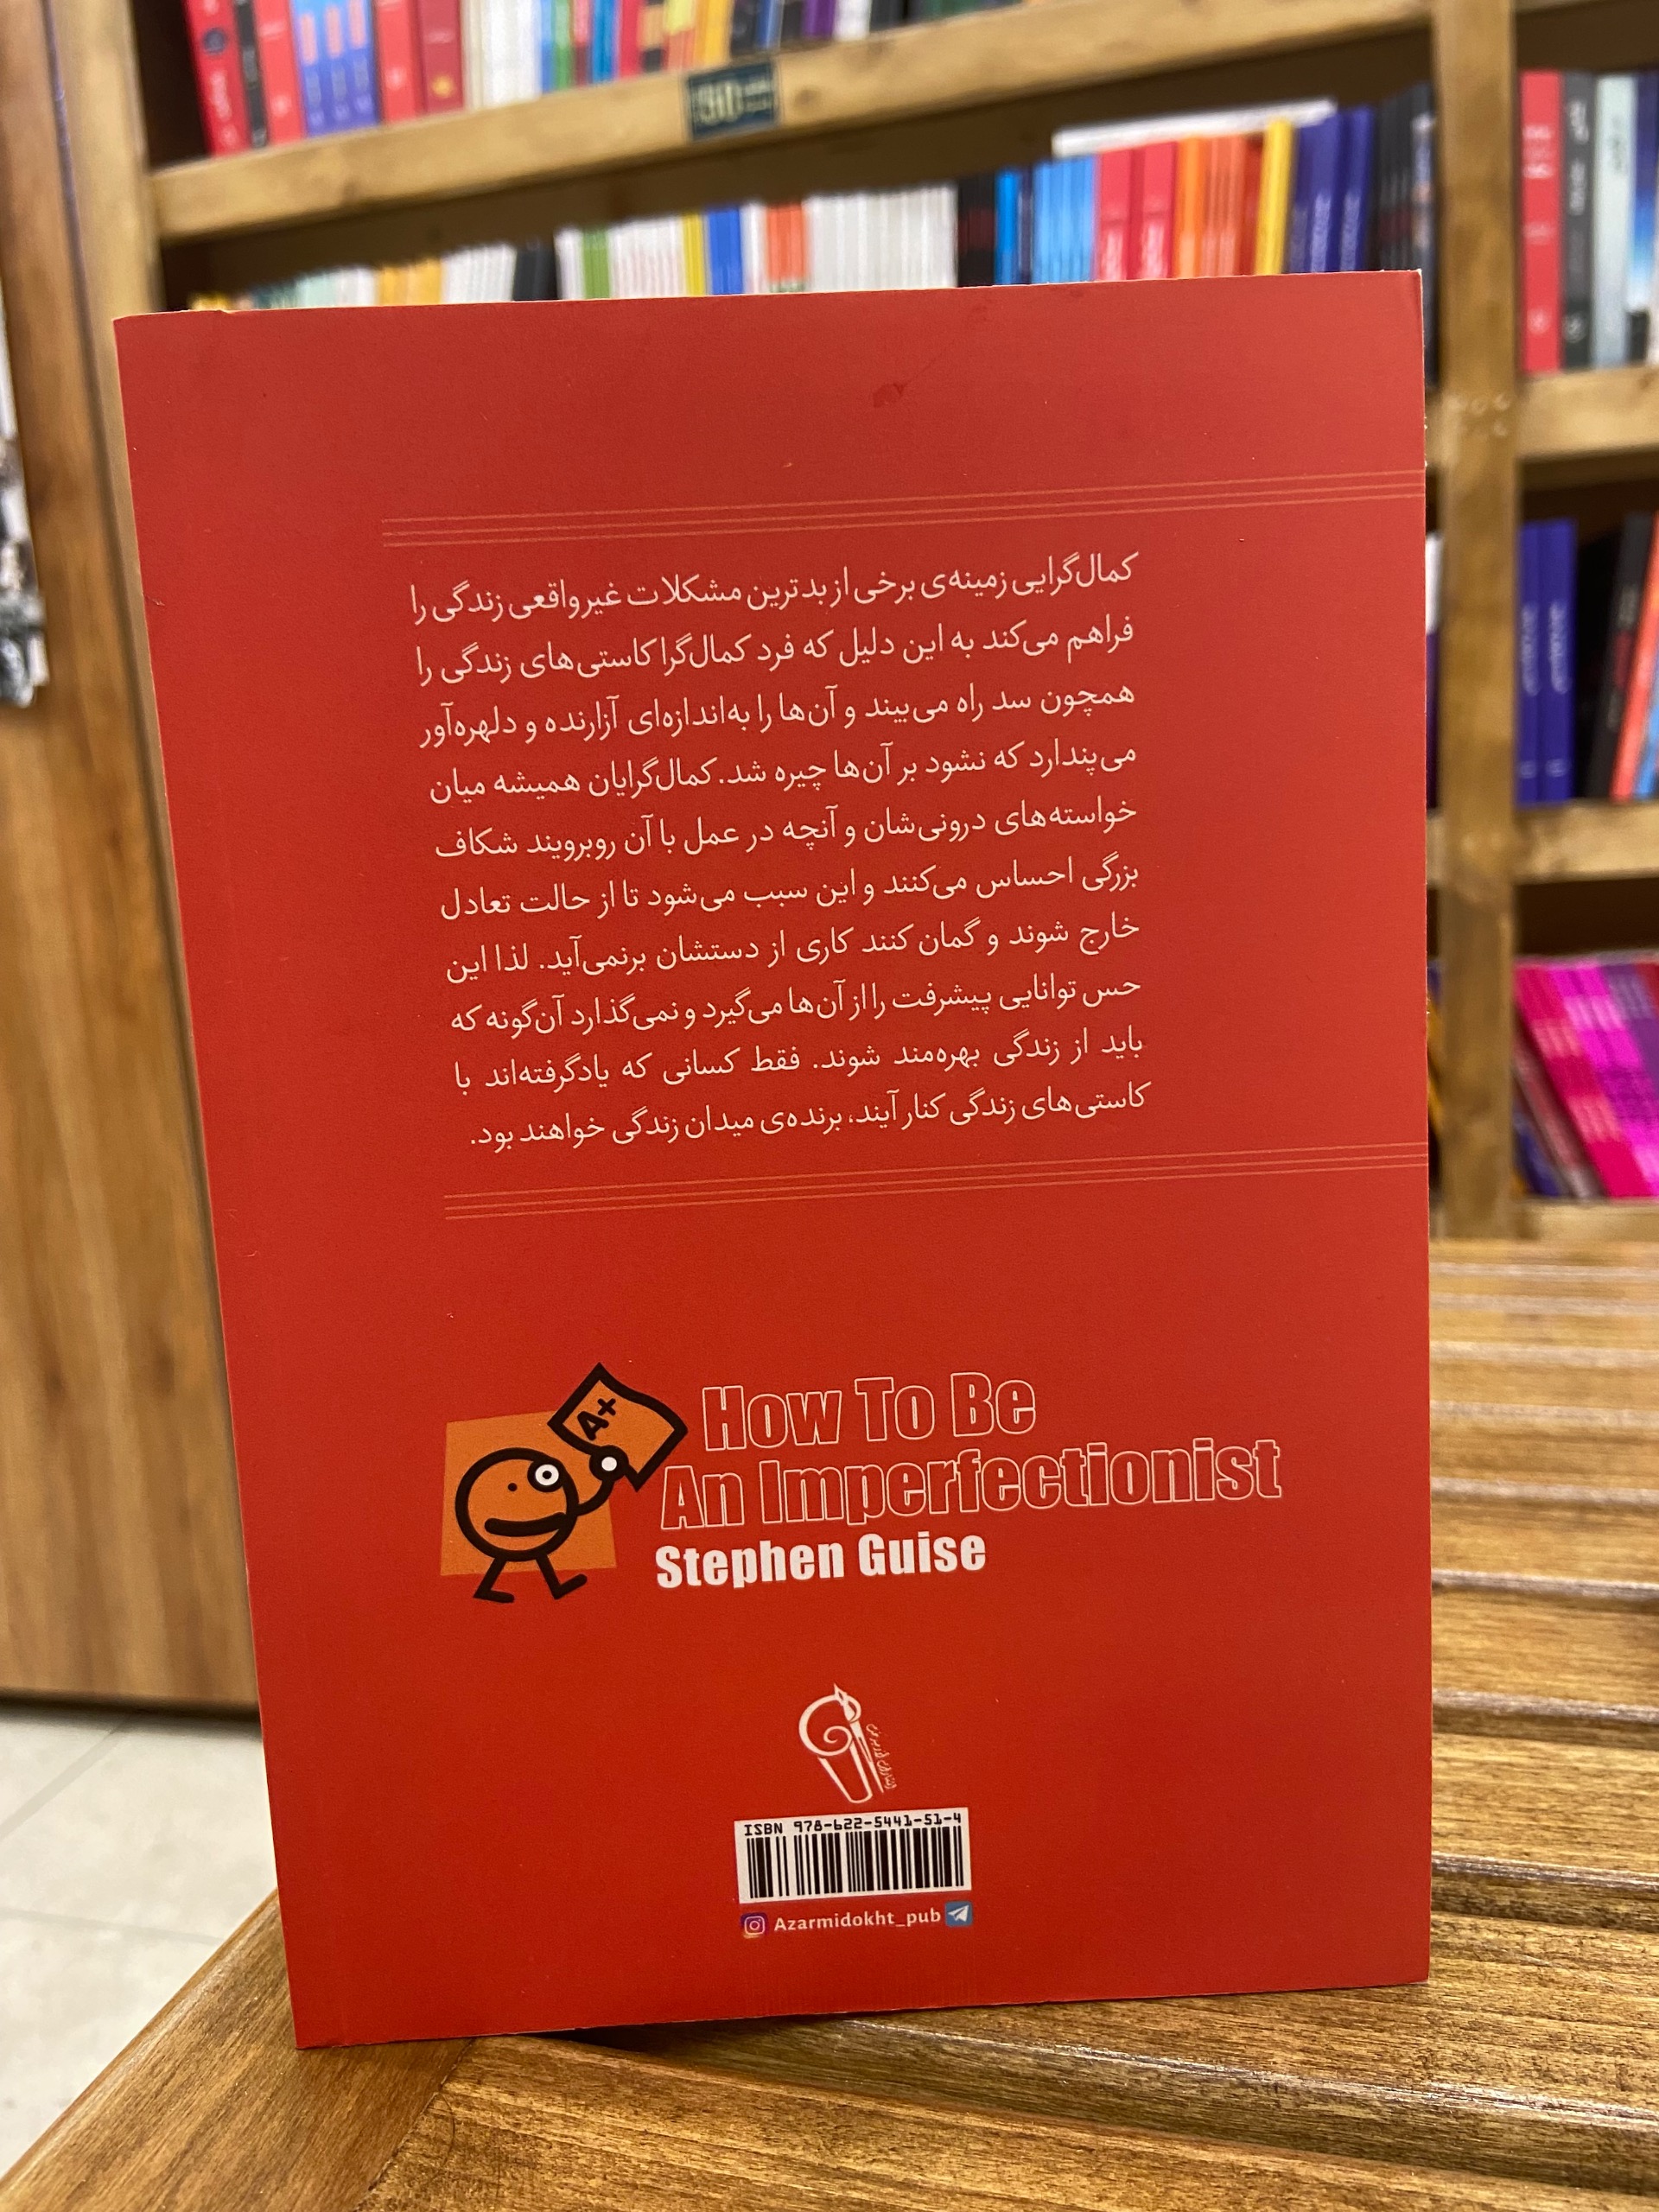 کمال‌گرایی زمینه‌ی برخی از بدترین مشکلات غیرواقعی زندگی را
فراهم می‌کند به این دلیل که فرد کمال‌گرا کاستی‌های زندگی را
همچون سد راه می‌بیند و آن‌ها را به‌اندازه‌ای آزارنده و دلهره‌آور
می‌پندارد که نشود بر آن‌ها چیره شد. کمال‌گرایان همیشه میان
خواسته‌های درونی‌شان و آنچه در عمل با آن روبرویند شکاف
بزرگی احساس می‌کنند و این سبب می‌شود تا از حالت تعادل
خارج شوند و گمان کنند کاری از دستشان برنمی‌آید. لذا این
حس توانایی پیشرفت را از آن‌ها می‌گیرد و نمی‌گذارد آن‌گونه که
باید از زندگی بهره‌مند شوند. فقط کسانی که یادگرفته‌اند با
کاستی‌های زندگی کنار آیند، برنده‌ی میدان زندگی خواهند بود.
A+
How To Be
An Imperfectionist
Stephen Guise
ISBN 978-622-5441-51-4
Azarmidokht_pub